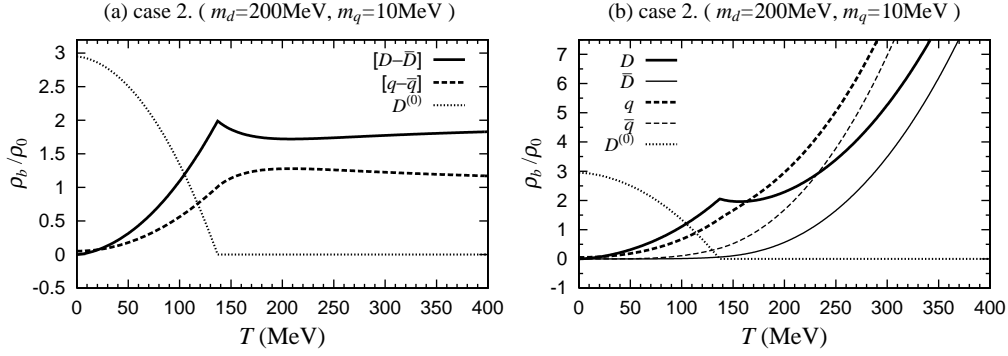 (a) case 2. ( m_d=200MeV, m_q=10MeV )
3
2.5
2
1.5
1
0.5
0
-0.5
ρ_b/ρ_0
[D−D̅]
[q−q̅]
D^(0)
0 50 100 150 200 250 300 350 400
T (MeV)
(b) case 2. ( m_d=200MeV, m_q=10MeV )
7
6
5
4
3
2
1
0
1
ρ_b/ρ_0
D
D̅
q
q̅
D^(0)
0 50 100 150 200 250 300 350 400
T (MeV)